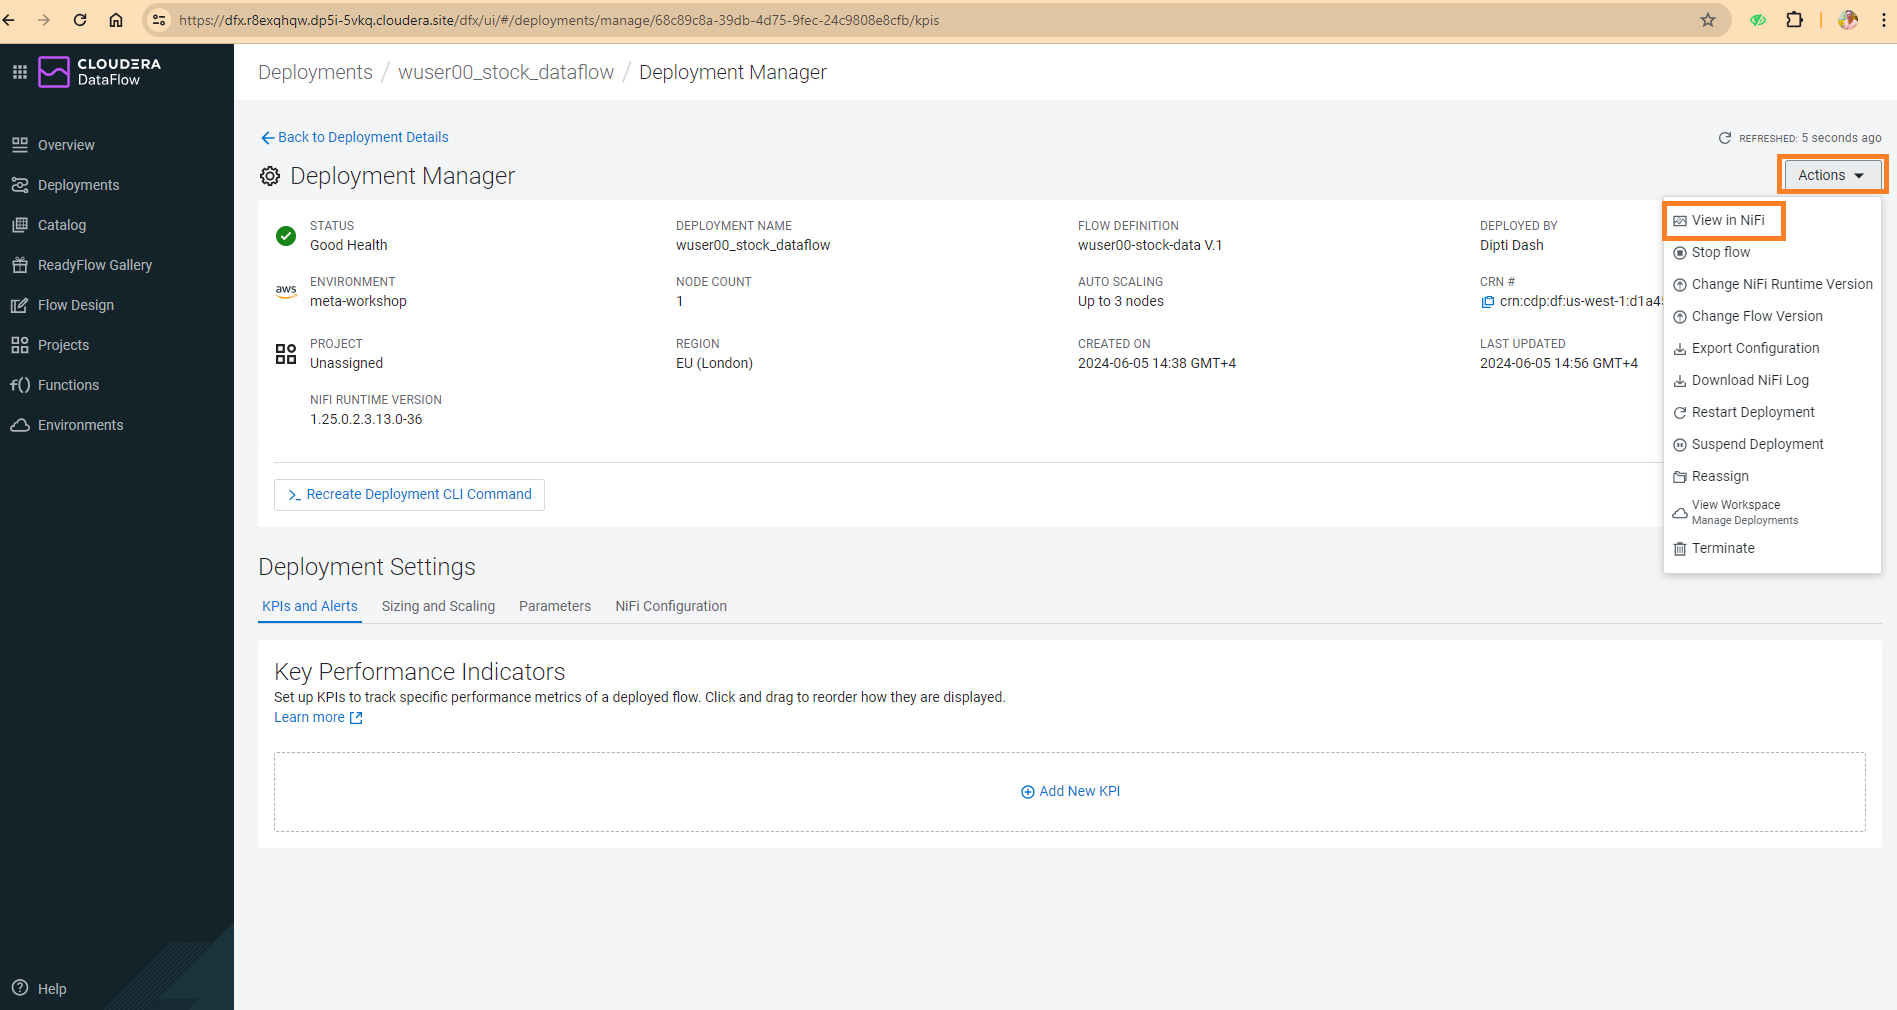 https://dfx.r8exqhqw.dp5i-5vkq.cloudera.site/dfx/ui/#/deployments/manage/68c89c8a-39db-4d75-9fec-24c9808e8cfb/kpis
CLOUDERA
DataFlow
Overview
Deployments
Catalog
ReadyFlow Gallery
Flow Design
Projects
f() Functions
Environments
Help
Deployments / wuser00_stock_dataflow / Deployment Manager
Back to Deployment Details
REFRESHED: 5 seconds ago
Deployment Manager
Actions
STATUS
Good Health
DEPLOYMENT NAME
wuser00_stock_dataflow
FLOW DEFINITION
wuser00-stock-data V.1
DEPLOYED BY
Dipti Dash
aws
ENVIRONMENT
meta-workshop
NODE COUNT
1
AUTO SCALING
Up to 3 nodes
CRN #
crn:cdp:df:us-west-1:d1a4
PROJECT
Unassigned
REGION
EU (London)
CREATED ON
2024-06-05 14:38 GMT+4
LAST UPDATED
2024-06-05 14:56 GMT+4
NIFI RUNTIME VERSION
1.25.0.2.3.13.0-36
>_ Recreate Deployment CLI Command
View in NiFi
Stop flow
Change NiFi Runtime Version
Change Flow Version
Export Configuration
Download NiFi Log
Restart Deployment
Suspend Deployment
Reassign
View Workspace
Manage Deployments
Terminate
Deployment Settings
KPIs and Alerts Sizing and Scaling Parameters NiFi Configuration
Key Performance Indicators
Set up KPIs to track specific performance metrics of a deployed flow. Click and drag to reorder how they are displayed.
Learn more
Add New KPI